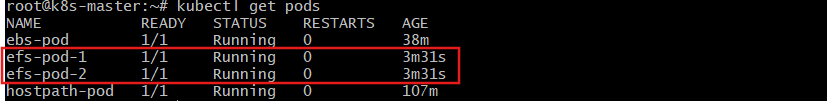 root@k8s-master:~# kubectl get pods
NAME READY STATUS RESTARTS AGE
ebs-pod 1/1 Running 0 38m
efs-pod-1 1/1 Running 0 3m31s
efs-pod-2 1/1 Running 0 3m31s
hostpath-pod 1/1 Running 0 107m